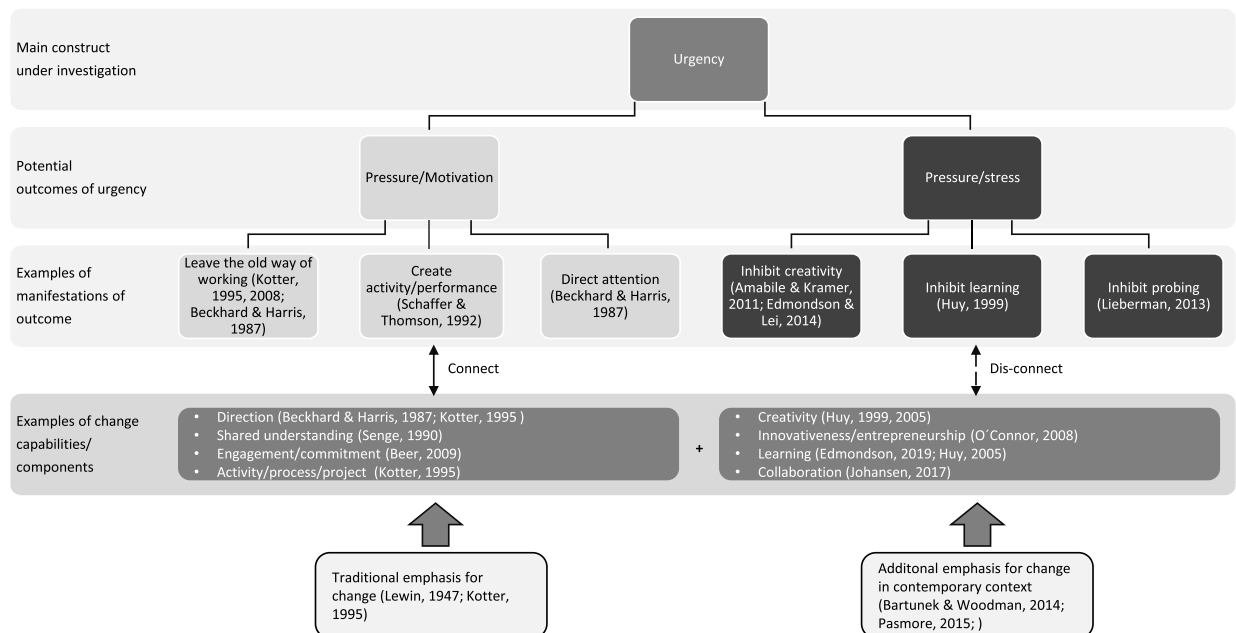 Main construct
under investigation
Urgency
Potential
outcomes of urgency
Pressure/Motivation
Pressure/stress
Examples of
manifestations of
outcome
Leave the old way of
working (Kotter,
1995, 2008;
Beckhard & Harris,
1987)
Create
activity/performance
(Schaffer &
Thomson, 1992)
Direct attention
(Beckhard & Harris,
1987)
Inhibit creativity
(Amabile & Kramer,
2011; Edmondson &
Lei, 2014)
Inhibit learning
(Huy, 1999)
Inhibit probing
(Lieberman, 2013)
Connect
Dis-connect
Examples of change
capabilities/
components
• Direction (Beckhard & Harris, 1987; Kotter, 1995 )
• Shared understanding (Senge, 1990)
• Engagement/commitment (Beer, 2009)
• Activity/process/project  (Kotter, 1995)
+
• Creativity (Huy, 1999, 2005)
• Innovativeness/entrepreneurship (O´Connor, 2008)
• Learning (Edmondson, 2019; Huy, 2005)
• Collaboration (Johansen, 2017)
Traditional emphasis for
change (Lewin, 1947; Kotter,
1995)
Additonal emphasis for change
in contemporary context
(Bartunek & Woodman, 2014;
Pasmore, 2015; )